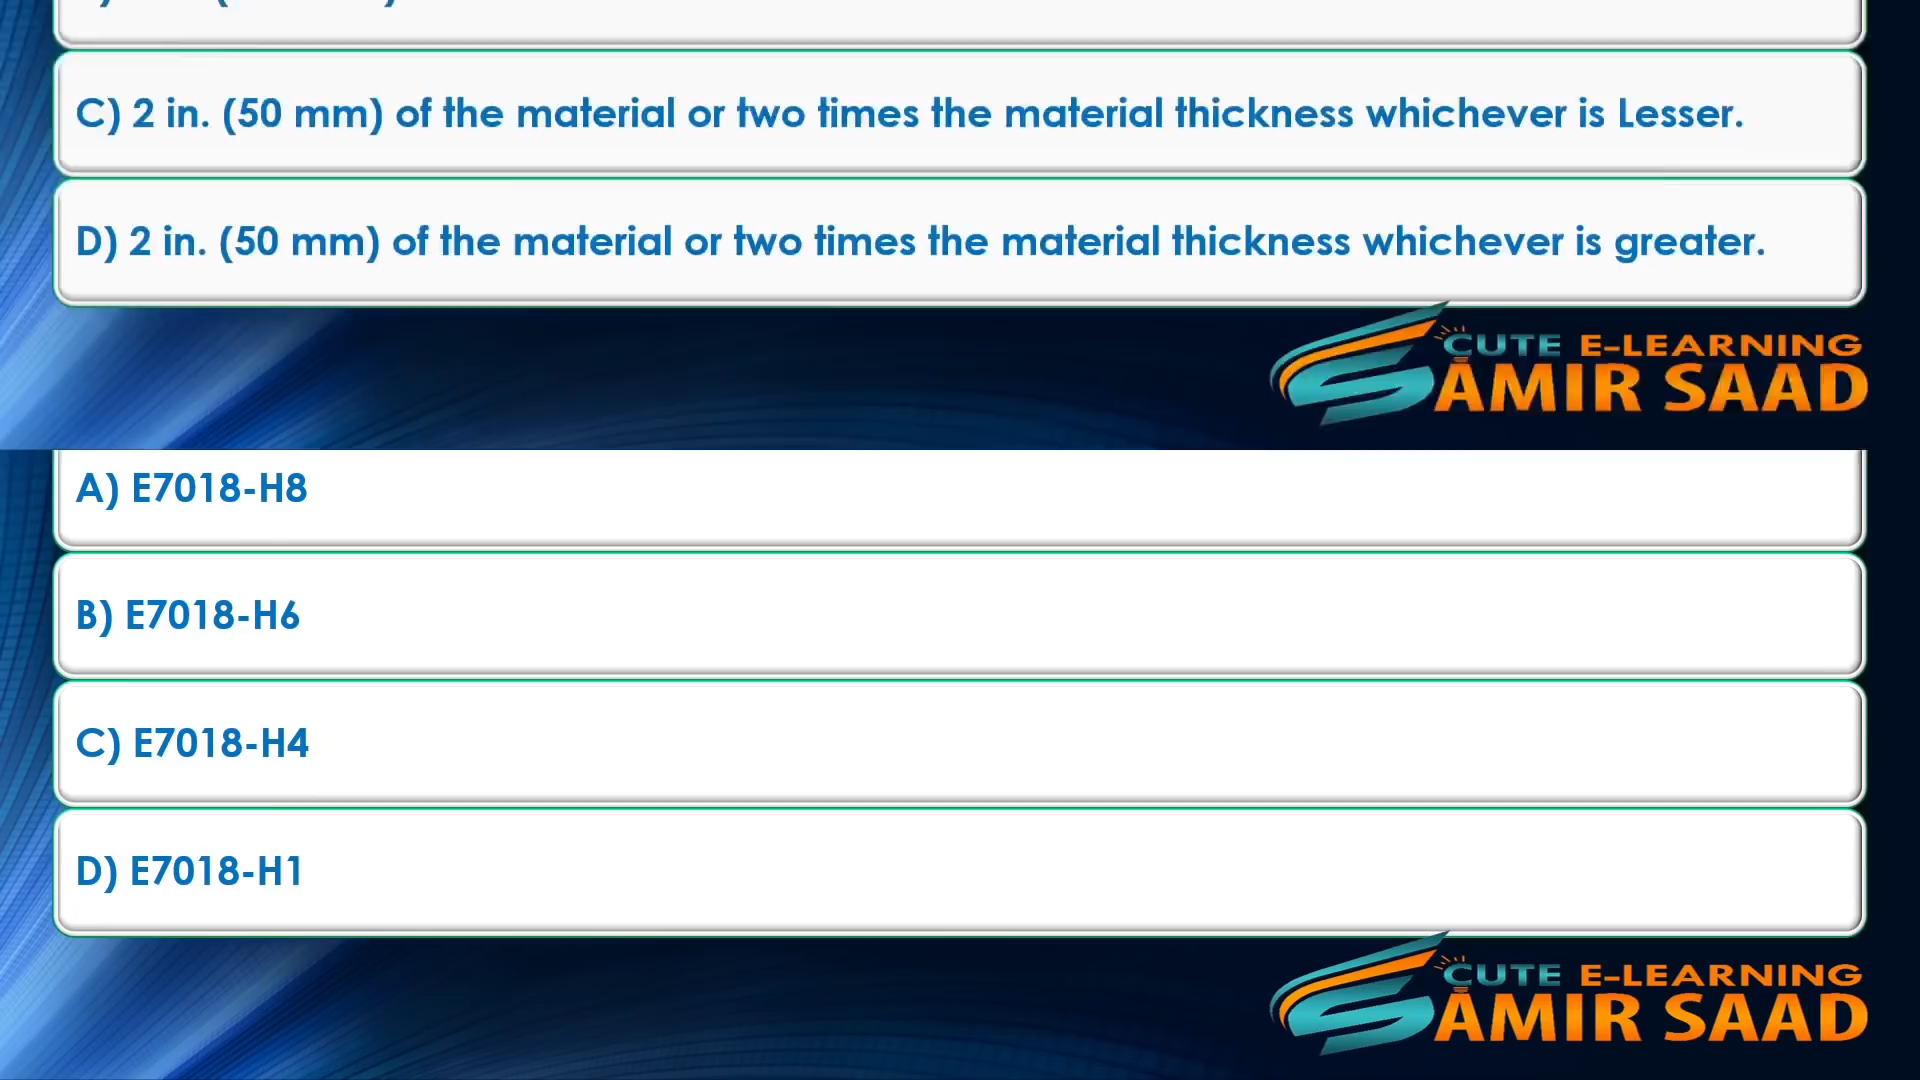 C) 2 in. (50 mm) of the material or two times the material thickness whichever is Lesser.
D) 2 in. (50 mm) of the material or two times the material thickness whichever is greater.
CUTE E-LEARNING
SAMIR SAAD
A) E7018-H8
B) E7018-H6
C) E7018-H4
D) E7018-H1
CUTE E-LEARNING
SAMIR SAAD